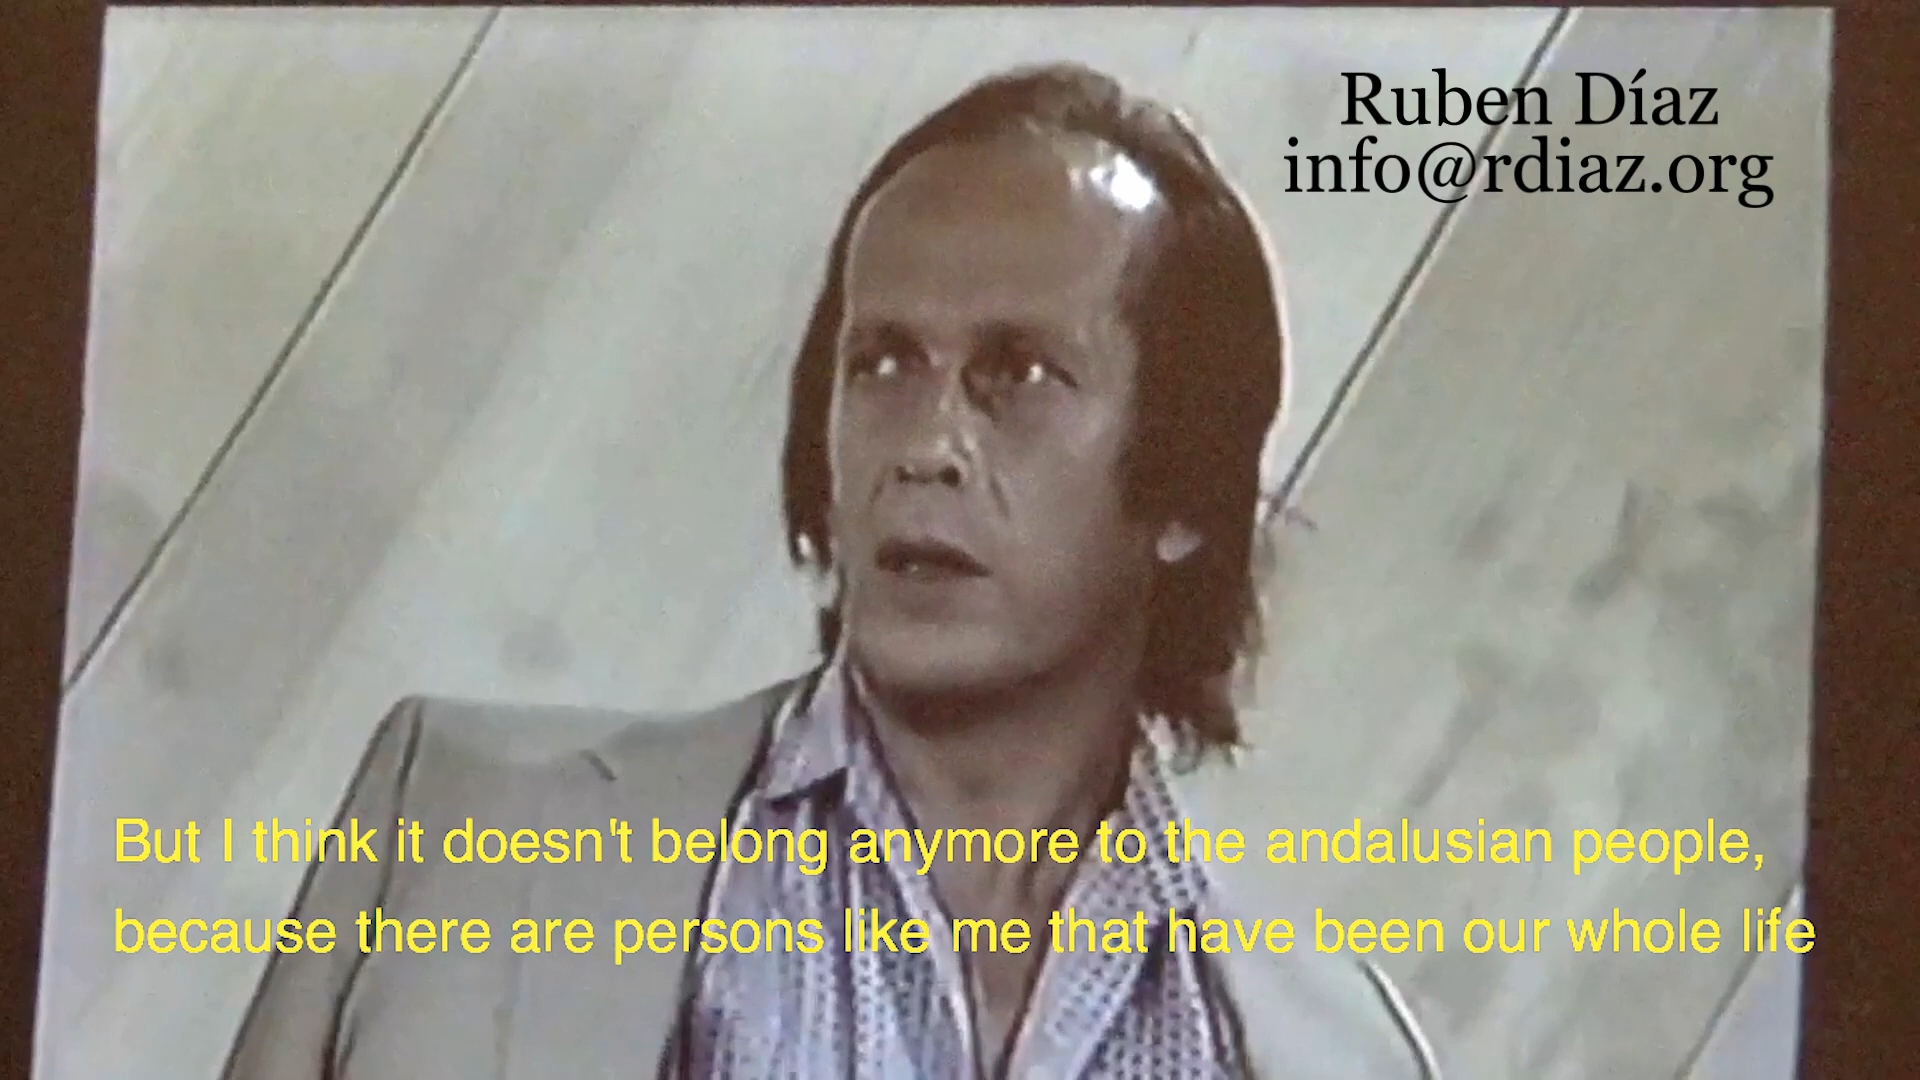 Ruben Díaz
info@rdiaz.org
But I think it doesn't belong anymore to the andalusian people,
because there are persons like me that have been our whole life